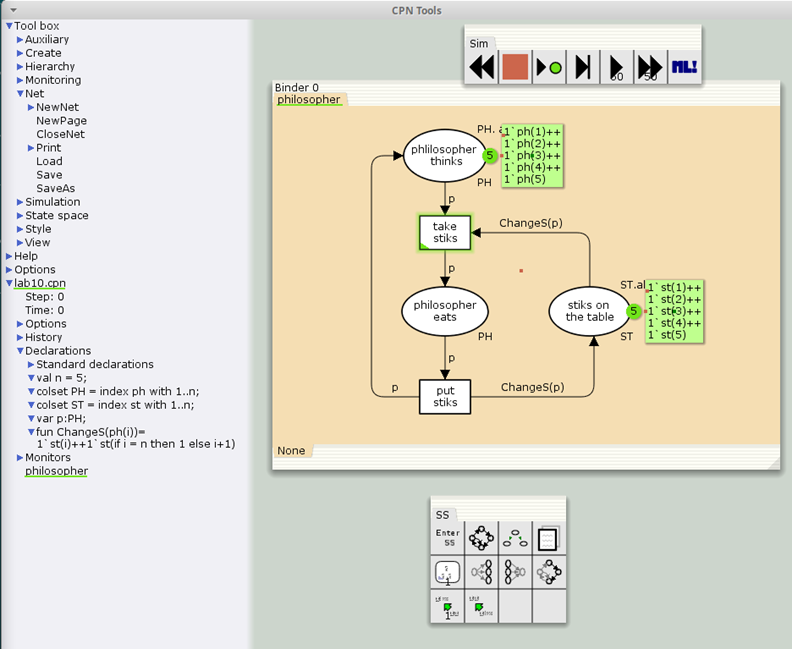 CPN Tools
Tool box
Auxiliary
Create
Hierarchy
Monitoring
Net
NewNet
NewPage
CloseNet
Print
Load
Save
SaveAs
Simulation
State space
Style
View
Help
Options
lab10.cpn
Step: 0
Time: 0
Options
History
Declarations
Standard declarations
val n = 5;
colset PH = index ph with 1..n;
colset ST = index st with 1..n;
var p:PH;
fun ChangeS(ph(i))=
1`st(i)++1`st(if i = n then 1 else i+1)
Monitors
philosopher
Sim
50
ML!
Binder 0
philosopher
PH.
philosopher
thinks
5
1`ph(1)++
1`ph(2)++
1`ph(3)++
1`ph(4)++
1`ph(5)
PH
p
take
stiks
ChangeS(p)
p
philosopher
eats
PH
stiks on
the table
ST.al
5
1`st(1)++
1`st(2)++
1`st(3)++
1`st(4)++
1`st(5)
ST
p
p
put
stiks
ChangeS(p)
None
SS
Enter
SS
1
1